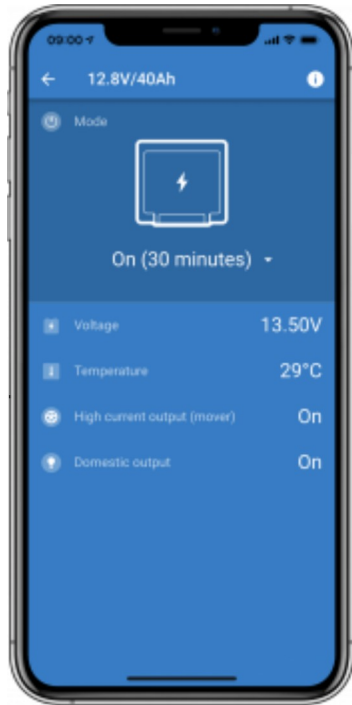 09:00
12.8V/40Ah
Mode
On (30 minutes)
Voltage 13.50V
Temperature 29°C
High current output (mover) On
Domestic output On